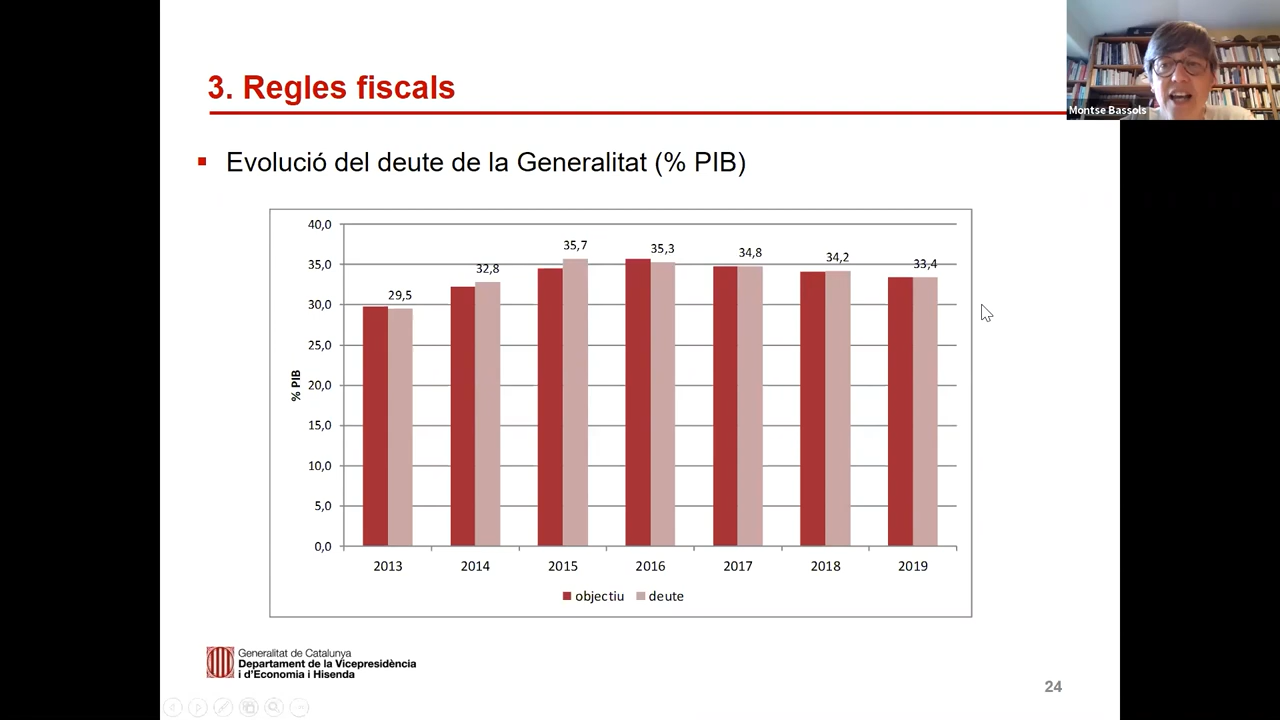 3. Regles fiscals
Montse Bassols
Evolució del deute de la Generalitat (% PIB)
40,0
35,0
30,0
25,0
20,0
15,0
10,0
5,0
0,0
% PIB
29,5
32,8
35,7
35,3
34,8
34,2
33,4
2013 2014 2015 2016 2017 2018 2019
objectiu deute
Generalitat de Catalunya
Departament de la Vicepresidència
i d'Economia i Hisenda
24